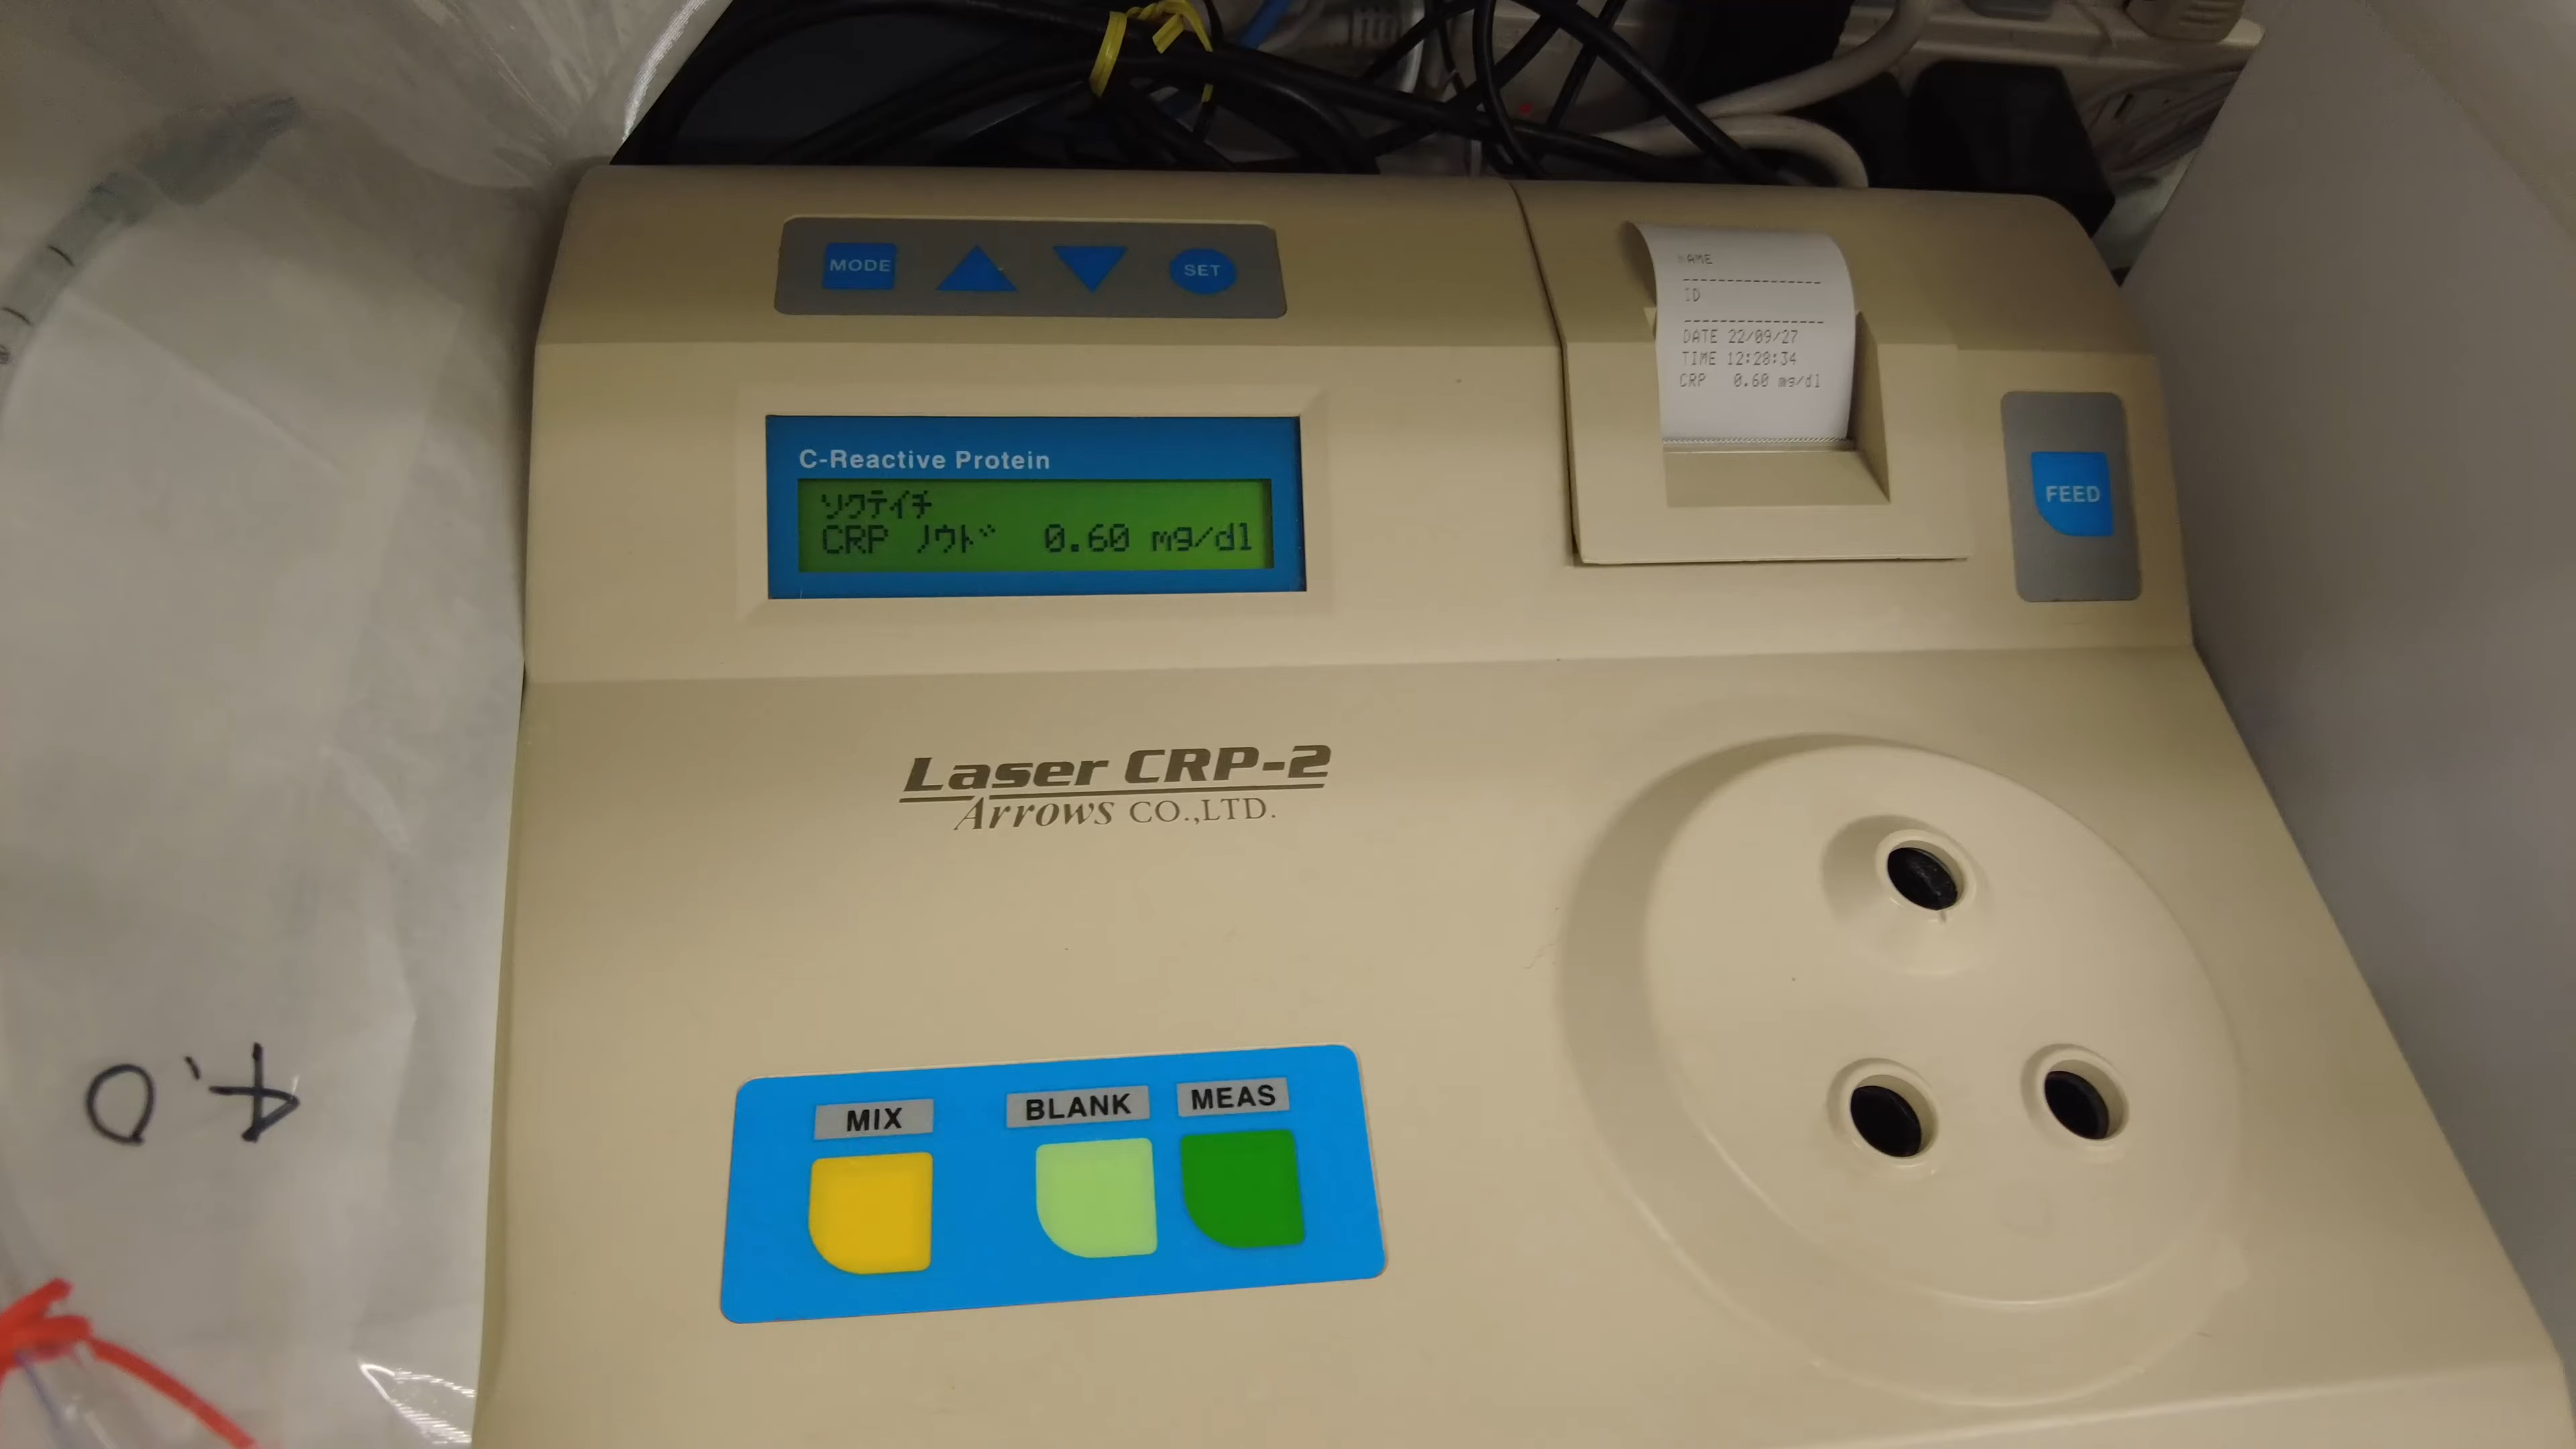 MODE
SET
NAME
ID
DATE 22/09/27
TIME 12:28:34
CRP 0.60 mg/dl
FEED
C-Reactive Protein
ソクテイチ
CRP ノウド 0.60 mg/dl
Laser CRP-2
Arrows CO.,LTD.
MIX
BLANK
MEAS
4.0